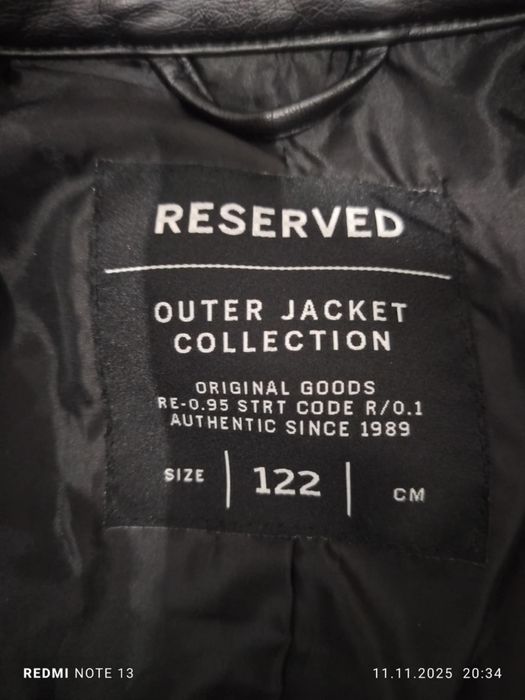 RESERVED
OUTER JACKET
COLLECTION
ORIGINAL GOODS
RE-0.95 STRT CODE R/0.1
AUTHENTIC SINCE 1989
SIZE | 122 | CM
REDMI NOTE 13
11.11.2025 20:34